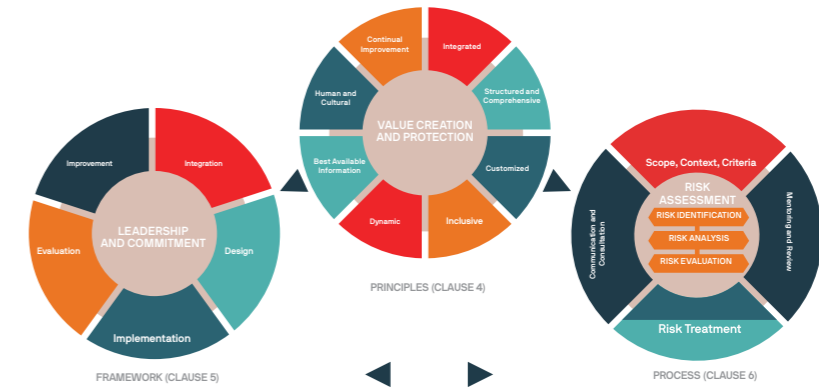 Continual
Improvement
Integrated
Human and
Cultural
Structured and
Comprehensive
VALUE CREATION
AND PROTECTION
Best Available
Information
Customized
Dynamic
Inclusive
PRINCIPLES (CLAUSE 4)
Improvement
Integration
LEADERSHIP
AND COMMITMENT
Evaluation
Design
Implementation
FRAMEWORK (CLAUSE 5)
Scope, Context, Criteria
RISK
ASSESSMENT
RISK IDENTIFICATION
RISK ANALYSIS
RISK EVALUATION
Communication and
Consultation
Mentoring and Review
Risk Treatment
PROCESS (CLAUSE 6)